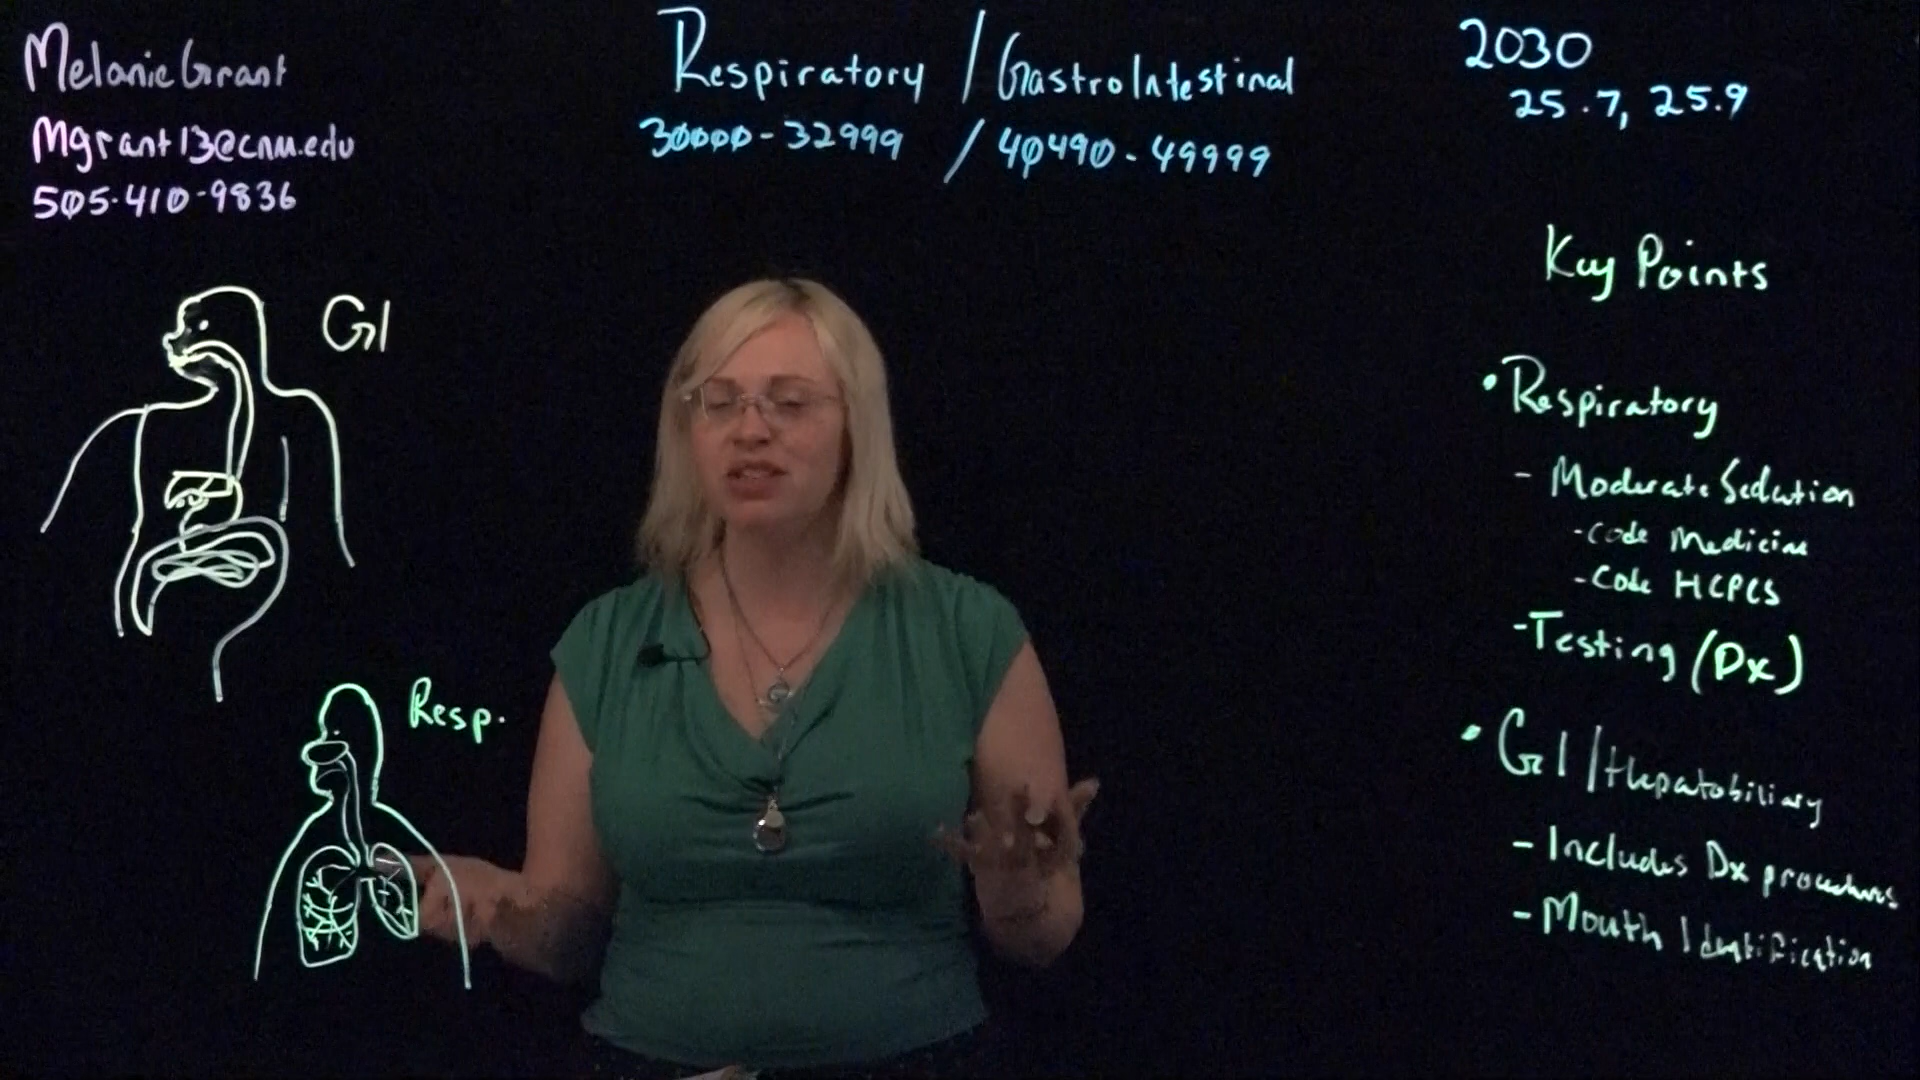 Melanie Grant
Mgrant13@cnm.edu
505-410-9836
Respiratory / GastroIntestinal
30000-32999 / 40490-49999
2030
25.7, 25.9
GI
Resp.
Key Points
• Respiratory
- Moderate Sedation
- Code Medicine
- Code HCPCS
- Testing (Dx)
• GI/Hepatobiliary
- Includes Dx procedures
- Mouth Identification